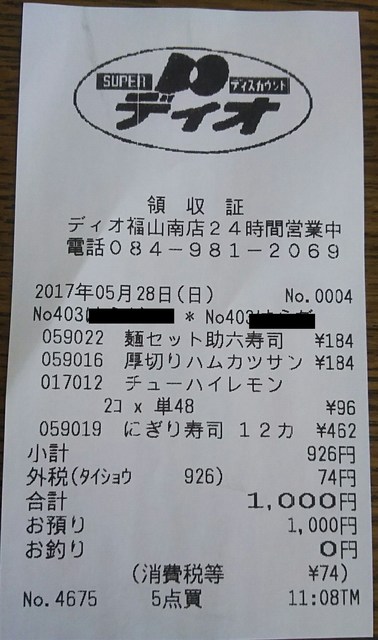 SUPER ディスカウント
ディオ
領収証
ディオ福山南店24時間営業中
電話084-981-2069
2017年05月28日(日) No.0004
No403 * No403
059022 麺セット助六寿司 ¥184
059016 厚切りハムカツサン ¥184
017012 チューハイレモン
2コ x 単48 ¥96
059019 にぎり寿司 12カ ¥462
小計 926円
外税(タイショウ 926) 74円
合計 1,000円
お預り 1,000円
お釣り 0円
(消費税等 ¥74)
No.4675 5点買 11:08TM